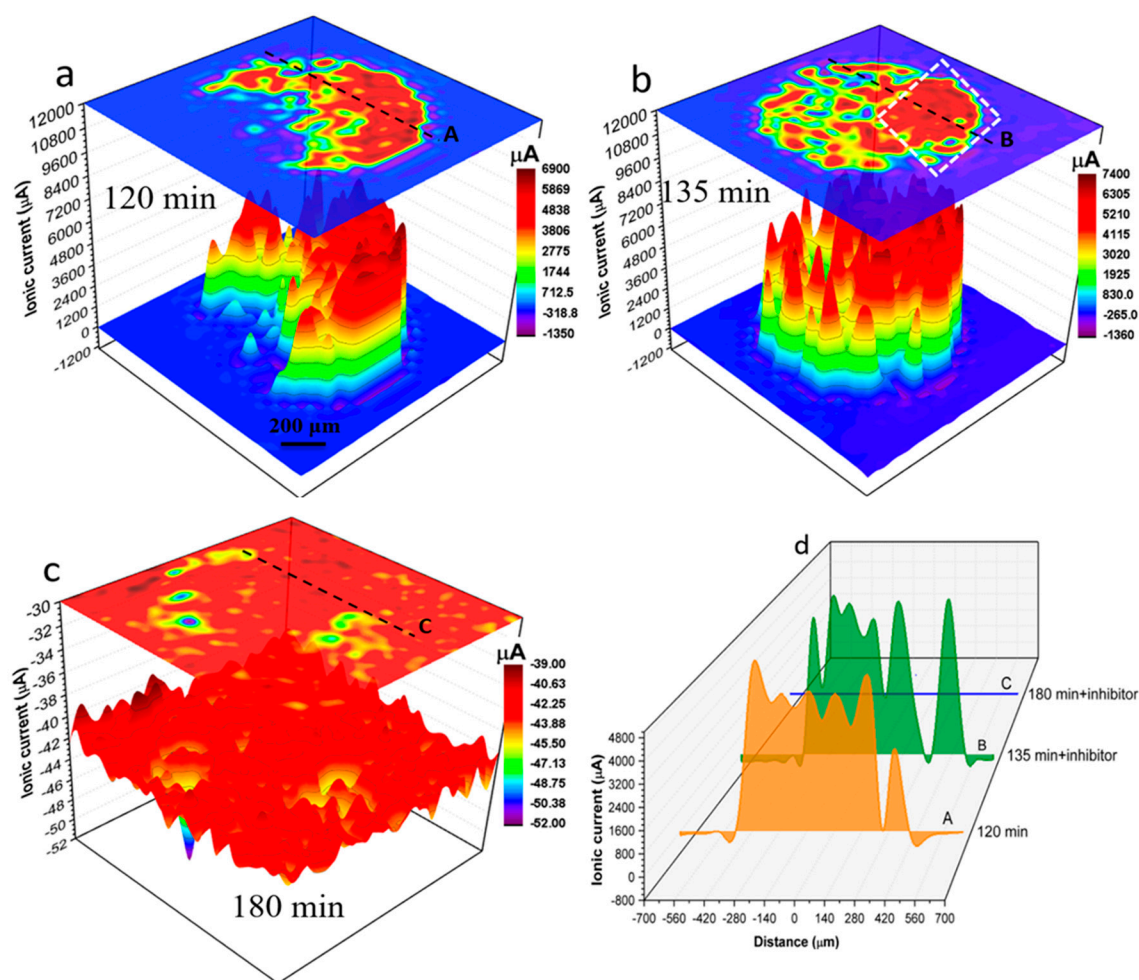 a
12000
10800
9600
8400
7200
6000
4800
3600
2400
1200
0
-1200
Ionic current (μA)
120 min
A
μA
6900
5869
4838
3806
2775
1744
712.5
-318.8
-1350
200 μm
b
12000
10800
9600
8400
7200
6000
4800
3600
2400
1200
0
-1200
Ionic current (μA)
135 min
B
μA
7400
6305
5210
4115
3020
1925
830.0
-265.0
-1360
c
-30
-32
-34
-36
-38
-40
-42
-44
-46
-48
-50
-52
Ionic current (μA)
180 min
C
μA
-39.00
-40.63
-42.25
-45.50
-47.13
-48.75
-50.38
-52.00
d
4800
4000
3200
2400
1600
800
0
-800
Ionic current (μA)
C
180 min+inhibitor
B
135 min+inhibitor
A
120 min
-700 -560 -420 -280 -140 0 140 280 420 560 700
Distance (μm)